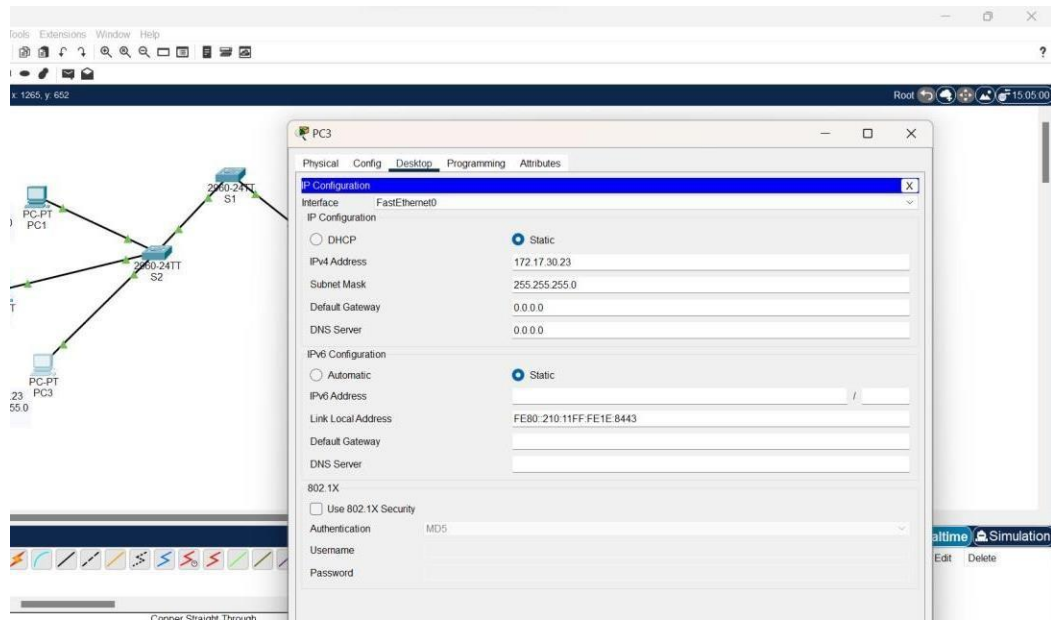 Tools Extensions Window Help
?
x: 1265, y: 652
Root
15:05:00
PC3
Physical Config Desktop Programming Attributes
IP Configuration
X
Interface FastEthernet0
IP Configuration
DHCP
Static
IPv4 Address 172.17.30.23
Subnet Mask 255.255.255.0
Default Gateway 0.0.0.0
DNS Server 0.0.0.0
IPv6 Configuration
Automatic
Static
IPv6 Address /
Link Local Address FE80::210:11FF:FE1E:8443
Default Gateway
DNS Server
802.1X
Use 802.1X Security
Authentication MD5
Username
Password
2960-24TT
S1
PC-PT
PC1
2960-24TT
S2
T
PC-PT
PC3
.23
55.0
altime Simulation
Edit Delete
Copper Straight-Through